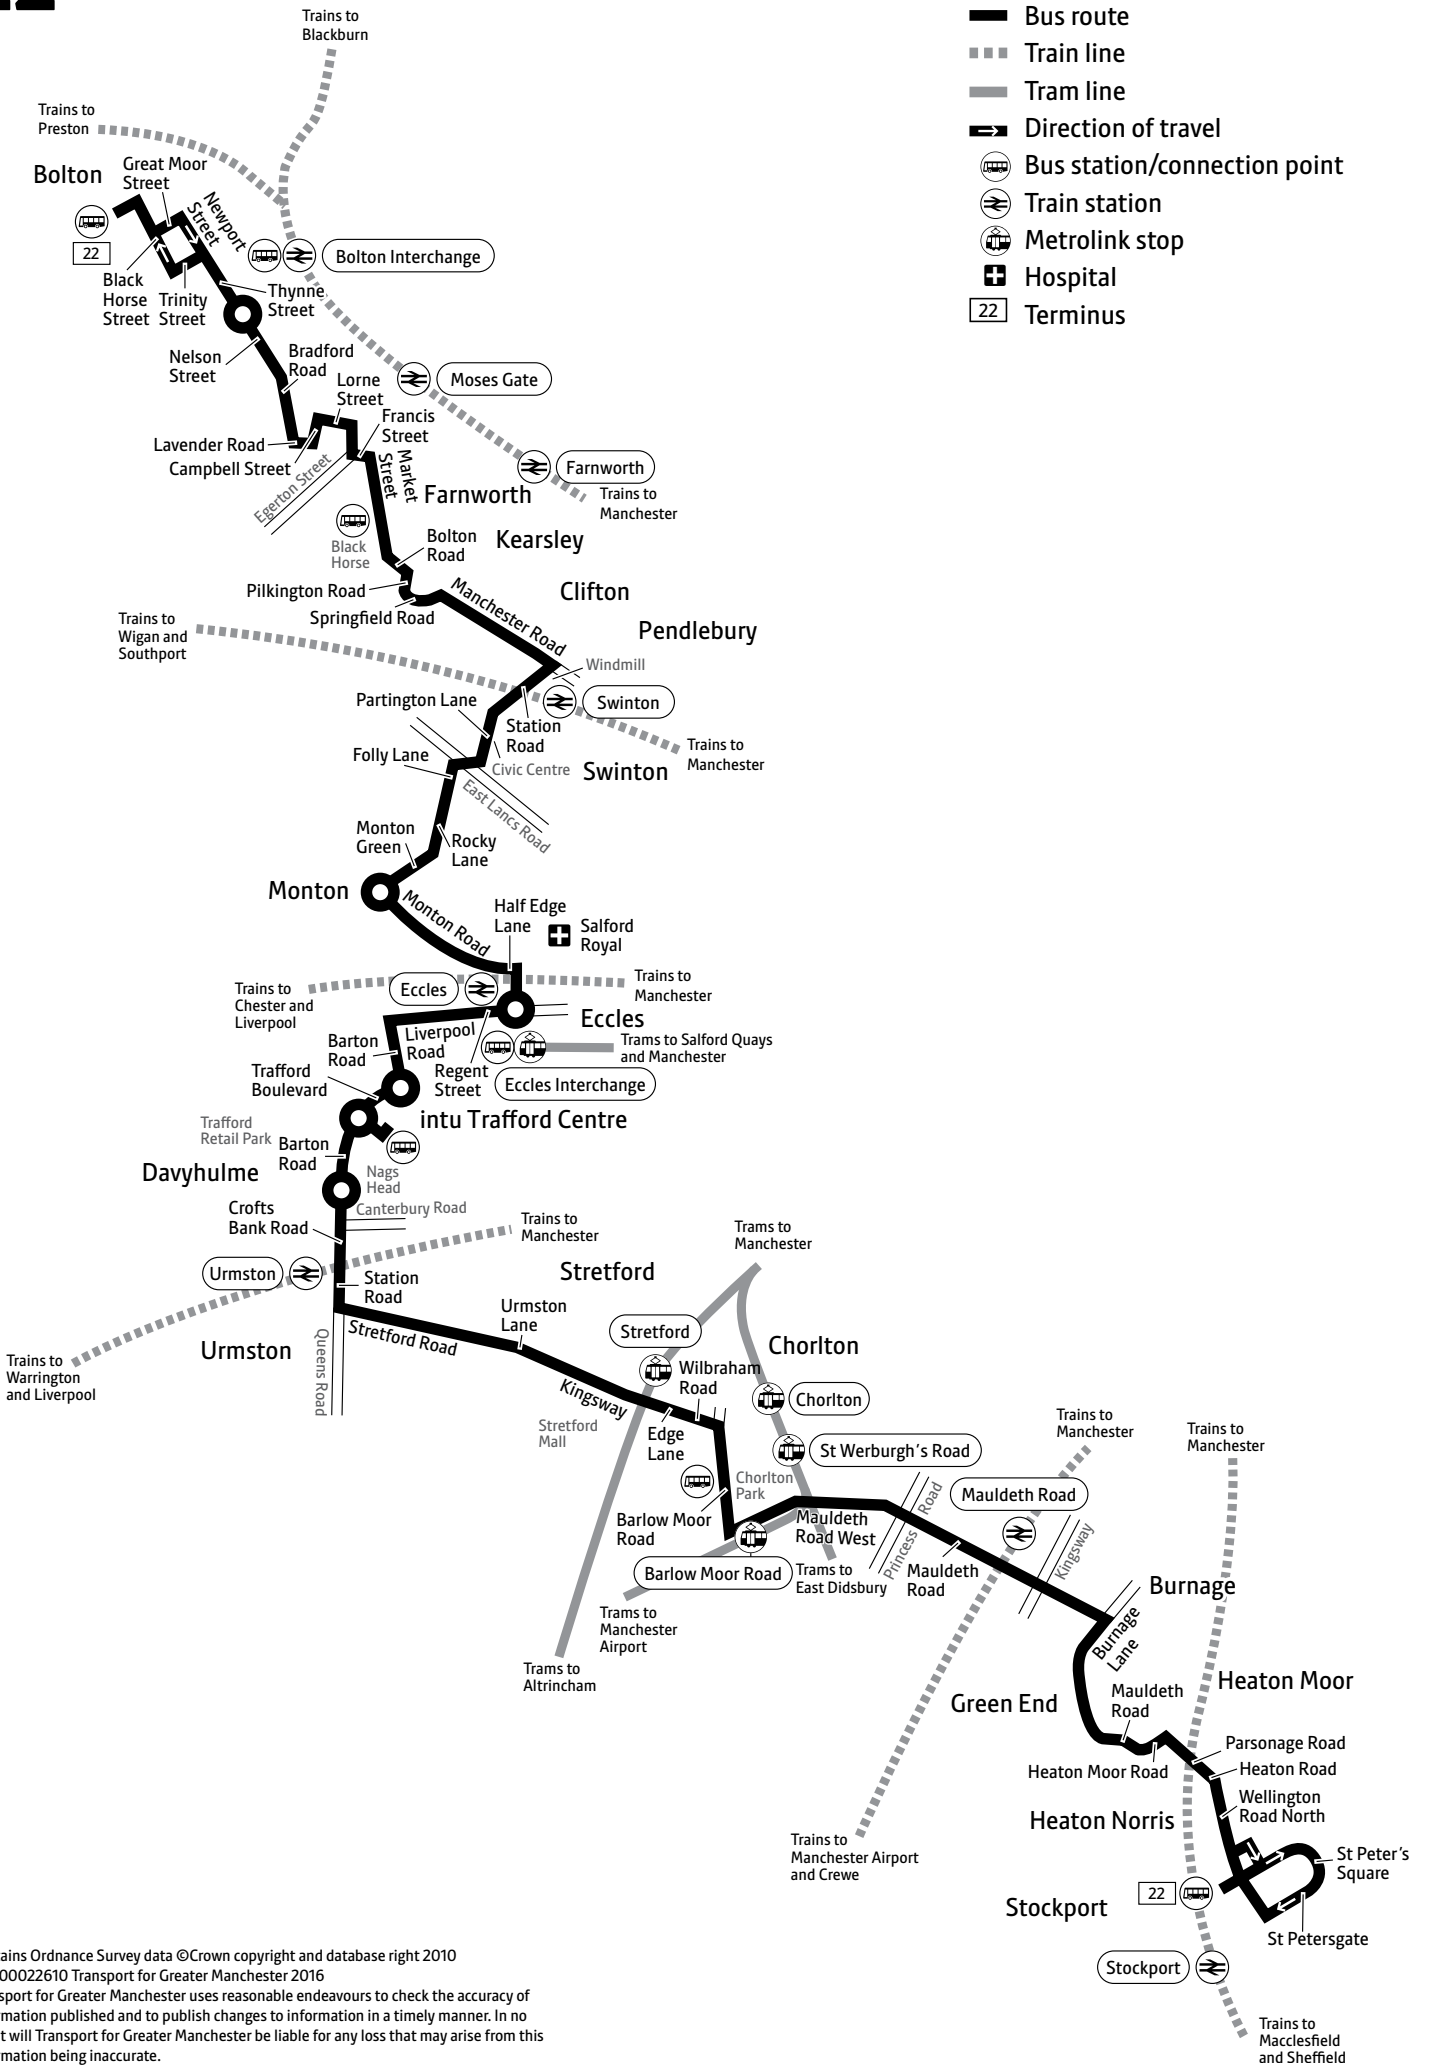 Bus route
Train line
Tram line
Direction of travel
Bus station/connection point
Train station
Metrolink stop
Hospital
22 Terminus
Trains to
Blackburn
Trains to
Preston
Bolton
Great Moor
Street
Newport
Street
22
Bolton Interchange
Black
Horse
Street
Trinity
Street
Thynne
Street
Nelson
Street
Bradford
Road
Lorne
Street
Moses Gate
Francis
Street
Lavender Road
Campbell Street
Egerton Street
Market
Street
Farnworth
Farnworth
Trains to
Manchester
Black
Horse
Bolton
Road
Kearsley
Pilkington Road
Springfield Road
Manchester Road
Clifton
Pendlebury
Trains to
Wigan and
Southport
Windmill
Swinton
Partington Lane
Station
Road
Trains to
Manchester
Folly Lane
Civic Centre
Swinton
East Lancs Road
Monton
Green
Rocky
Lane
Monton
Monton Road
Half Edge
Lane
Salford
Royal
Trains to
Chester and
Liverpool
Eccles
Trains to
Manchester
Eccles
Liverpool
Road
Barton
Road
Trams to Salford Quays
and Manchester
Trafford
Boulevard
Regent
Street
Eccles Interchange
intu Trafford Centre
Trafford
Retail Park
Barton
Road
Davyhulme
Nags
Head
Crofts
Bank Road
Canterbury Road
Trains to
Manchester
Trams to
Manchester
Urmston
Station
Road
Stretford
Urmston
Lane
Stretford
Chorlton
Urmston
Queens Road
Stretford Road
Trains to
Warrington
and Liverpool
Kingsway
Wilbraham
Road
Chorlton
Stretford
Mall
Edge
Lane
St Werburgh's Road
Trains to
Manchester
Trains to
Manchester
Chorlton
Park
Mauldeth Road
Barlow Moor
Road
Mauldeth
Road West
Princess Road
Kingsway
Barlow Moor Road
Trams to
East Didsbury
Mauldeth
Road
Burnage
Trams to
Manchester
Airport
Burnage
Lane
Trams to
Altrincham
Heaton Moor
Green End
Mauldeth
Road
Parsonage Road
Heaton Moor Road
Heaton Road
Wellington
Road North
Heaton Norris
Trains to
Manchester Airport
and Crewe
St Peter's
Square
22
Stockport
St Petersgate
Stockport
Trains to
Macclesfield
and Sheffield
ains Ordnance Survey data ©Crown copyright and database right 2010
00022610 Transport for Greater Manchester 2016
sport for Greater Manchester uses reasonable endeavours to check the accuracy of
mation published and to publish changes to information in a timely manner. In no
t will Transport for Greater Manchester be liable for any loss that may arise from this
mation being inaccurate.